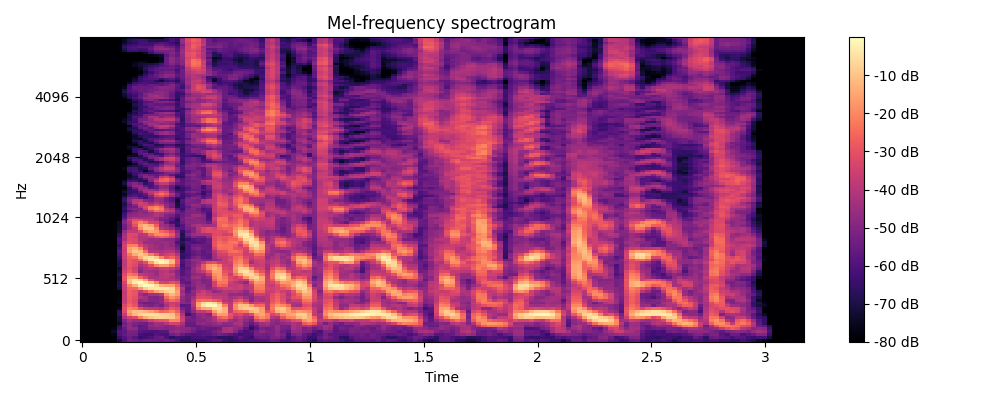 Mel-frequency spectrogram
Hz
4096
2048
1024
512
0
0
0.5
1
1.5
2
2.5
3
Time
-10 dB
-20 dB
-30 dB
-40 dB
-50 dB
-60 dB
-70 dB
-80 dB